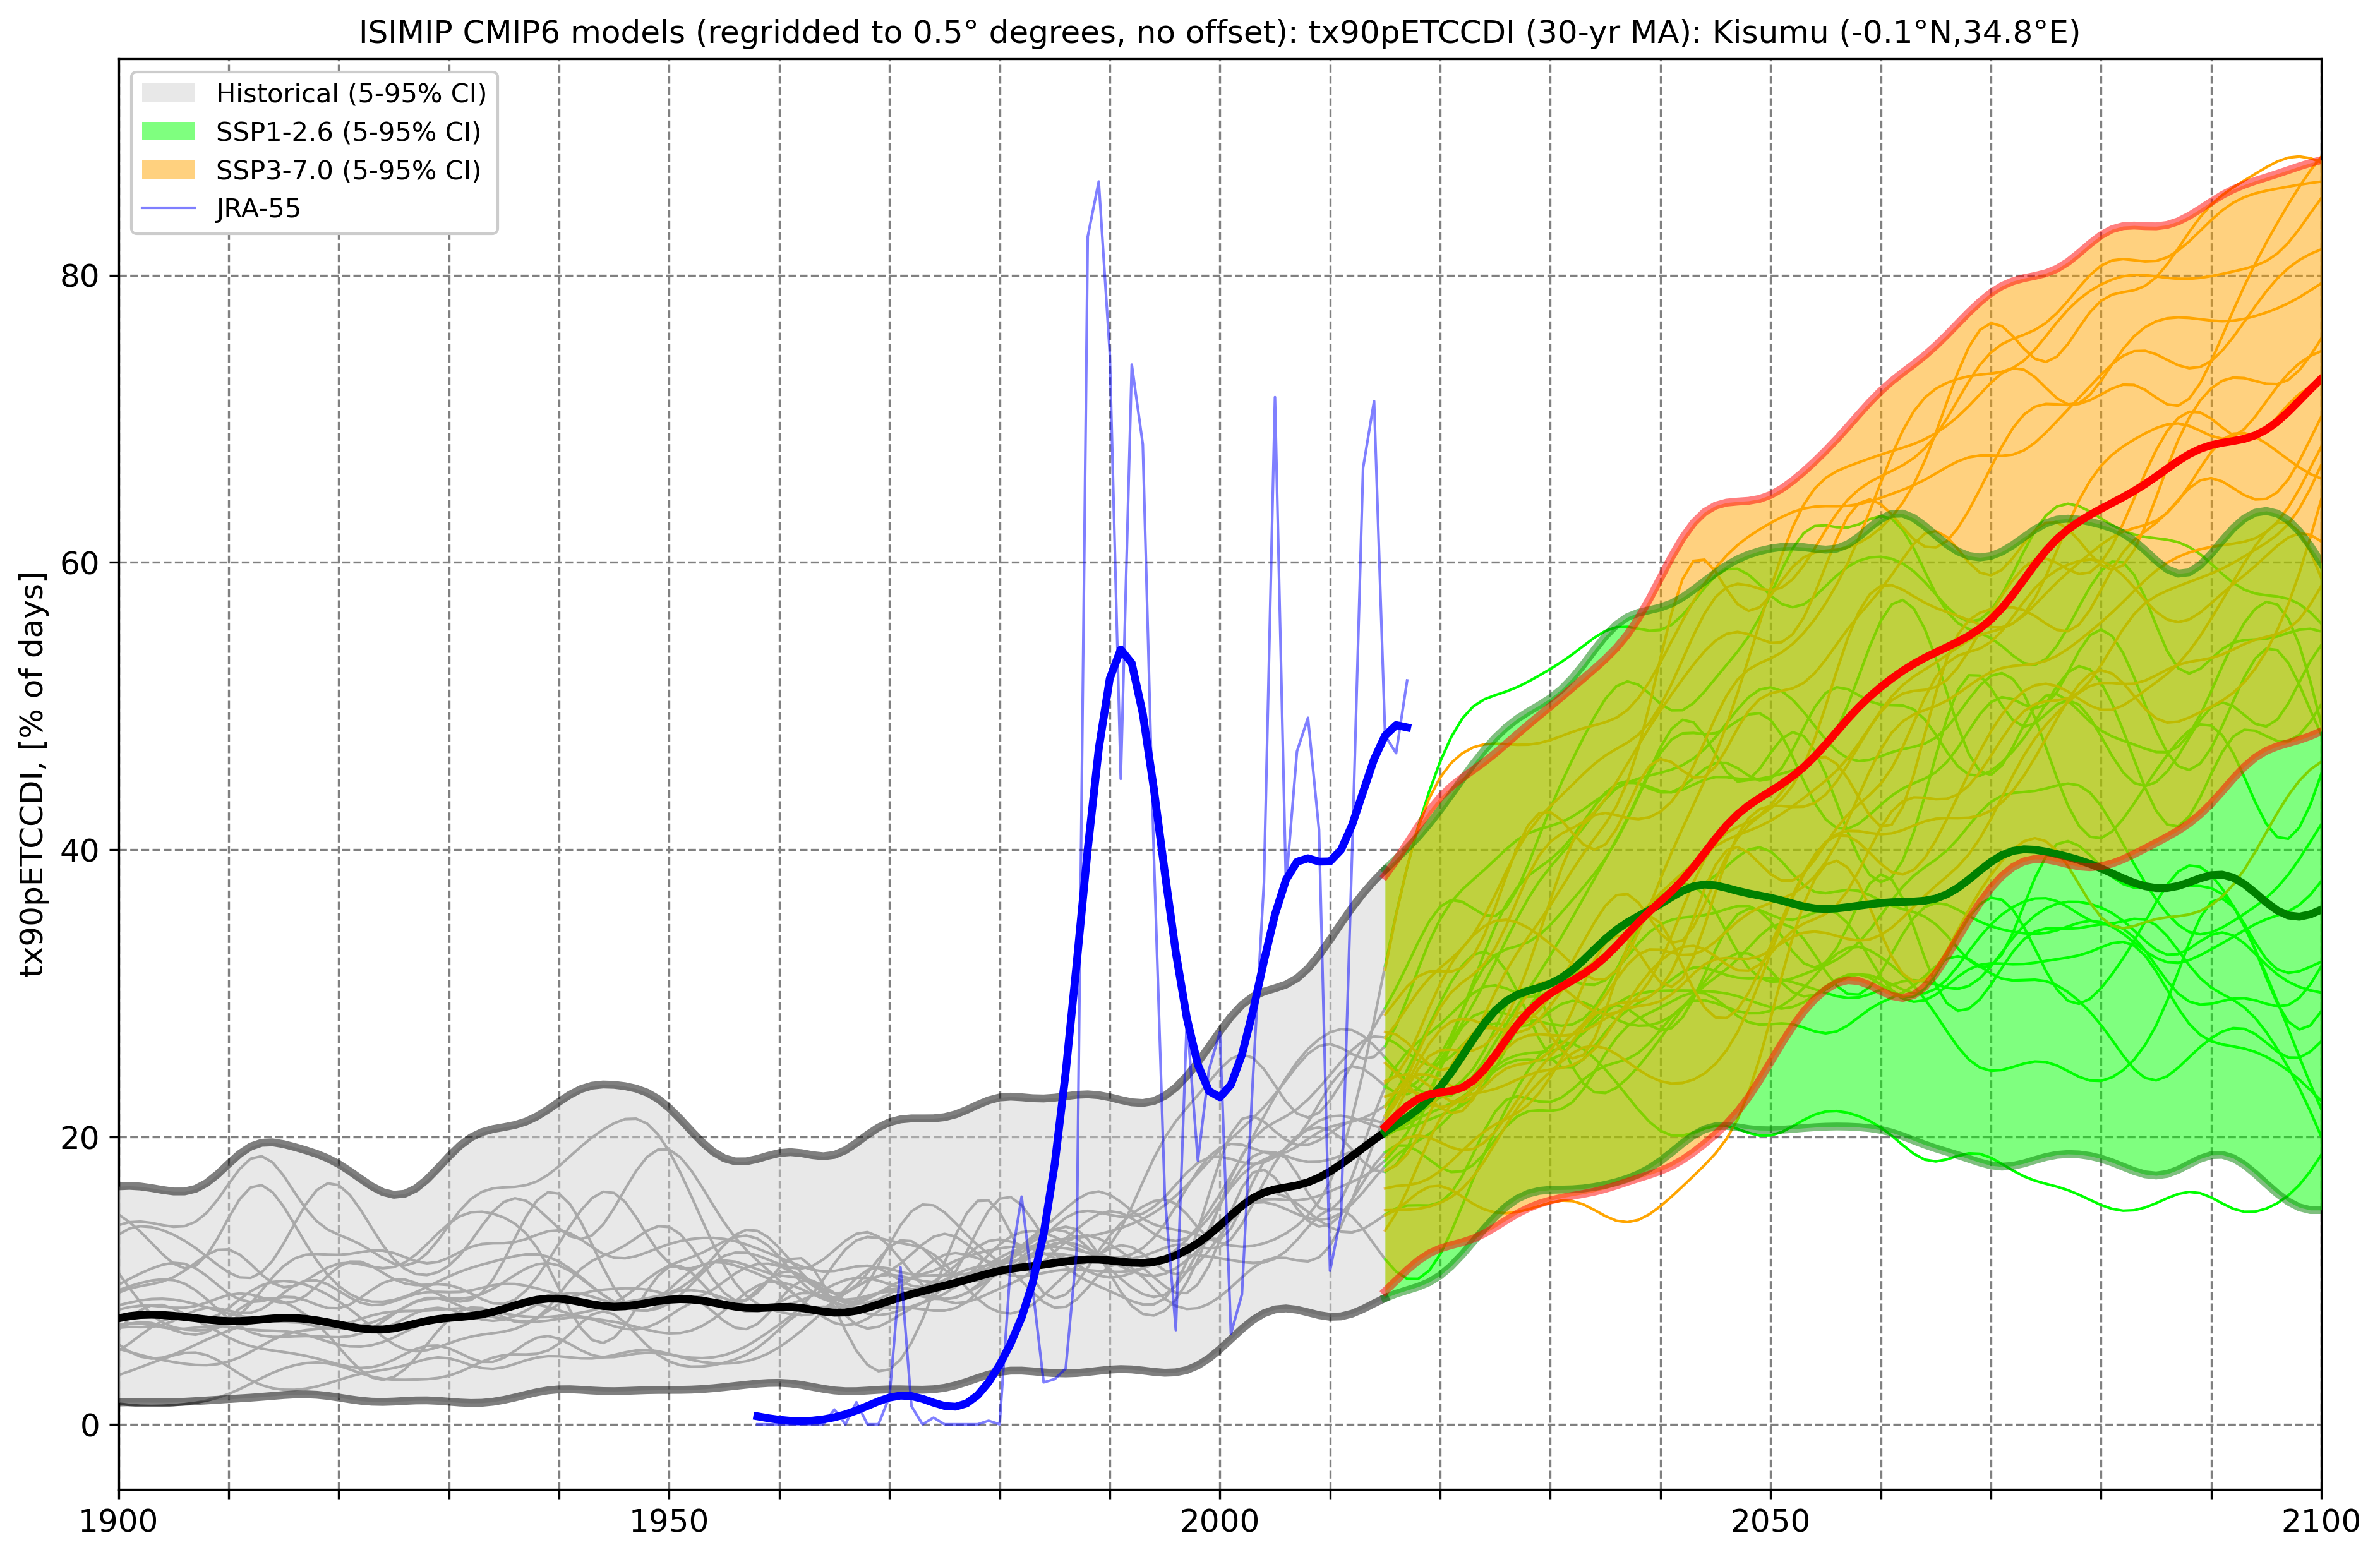 ISIMIP CMIP6 models (regridded to 0.5° degrees, no offset): tx90pETCCDI (30-yr MA): Kisumu (-0.1°N,34.8°E)
Historical (5-95% CI)
SSP1-2.6 (5-95% CI)
SSP3-7.0 (5-95% CI)
JRA-55
tx90pETCCDI, [% of days]
80
60
40
20
0
1900
1950
2000
2050
2100